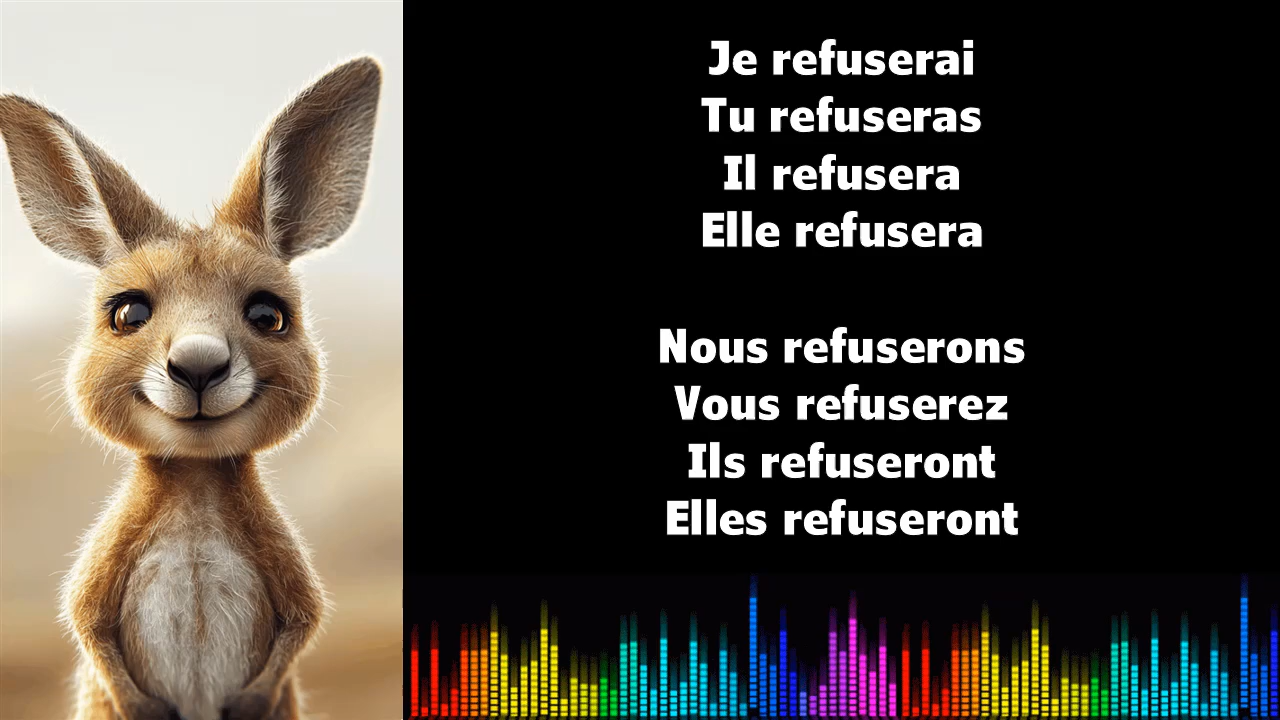 Je refuserai
Tu refuseras
Il refusera
Elle refusera
Nous refuserons
Vous refuserez
Ils refuseront
Elles refuseront